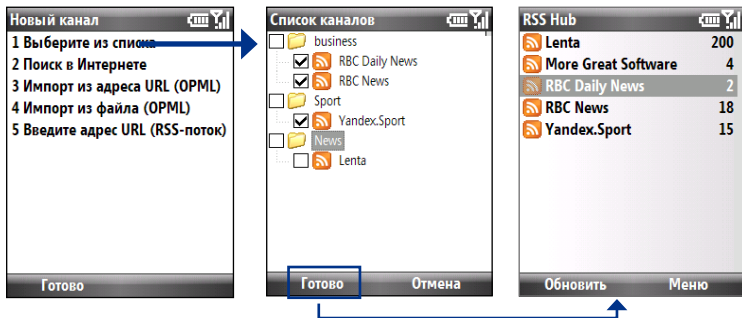 Новый канал
1 Выберите из списка
2 Поиск в Интернете
3 Импорт из адреса URL (OPML)
4 Импорт из файла (OPML)
5 Введите адрес URL (RSS-поток)
Готово
Список каналов
business
RBC Daily News
RBC News
Sport
Yandex.Sport
News
Lenta
Готово Отмена
RSS Hub
Lenta 200
More Great Software 4
RBC Daily News 2
RBC News 18
Yandex.Sport 15
Обновить Меню